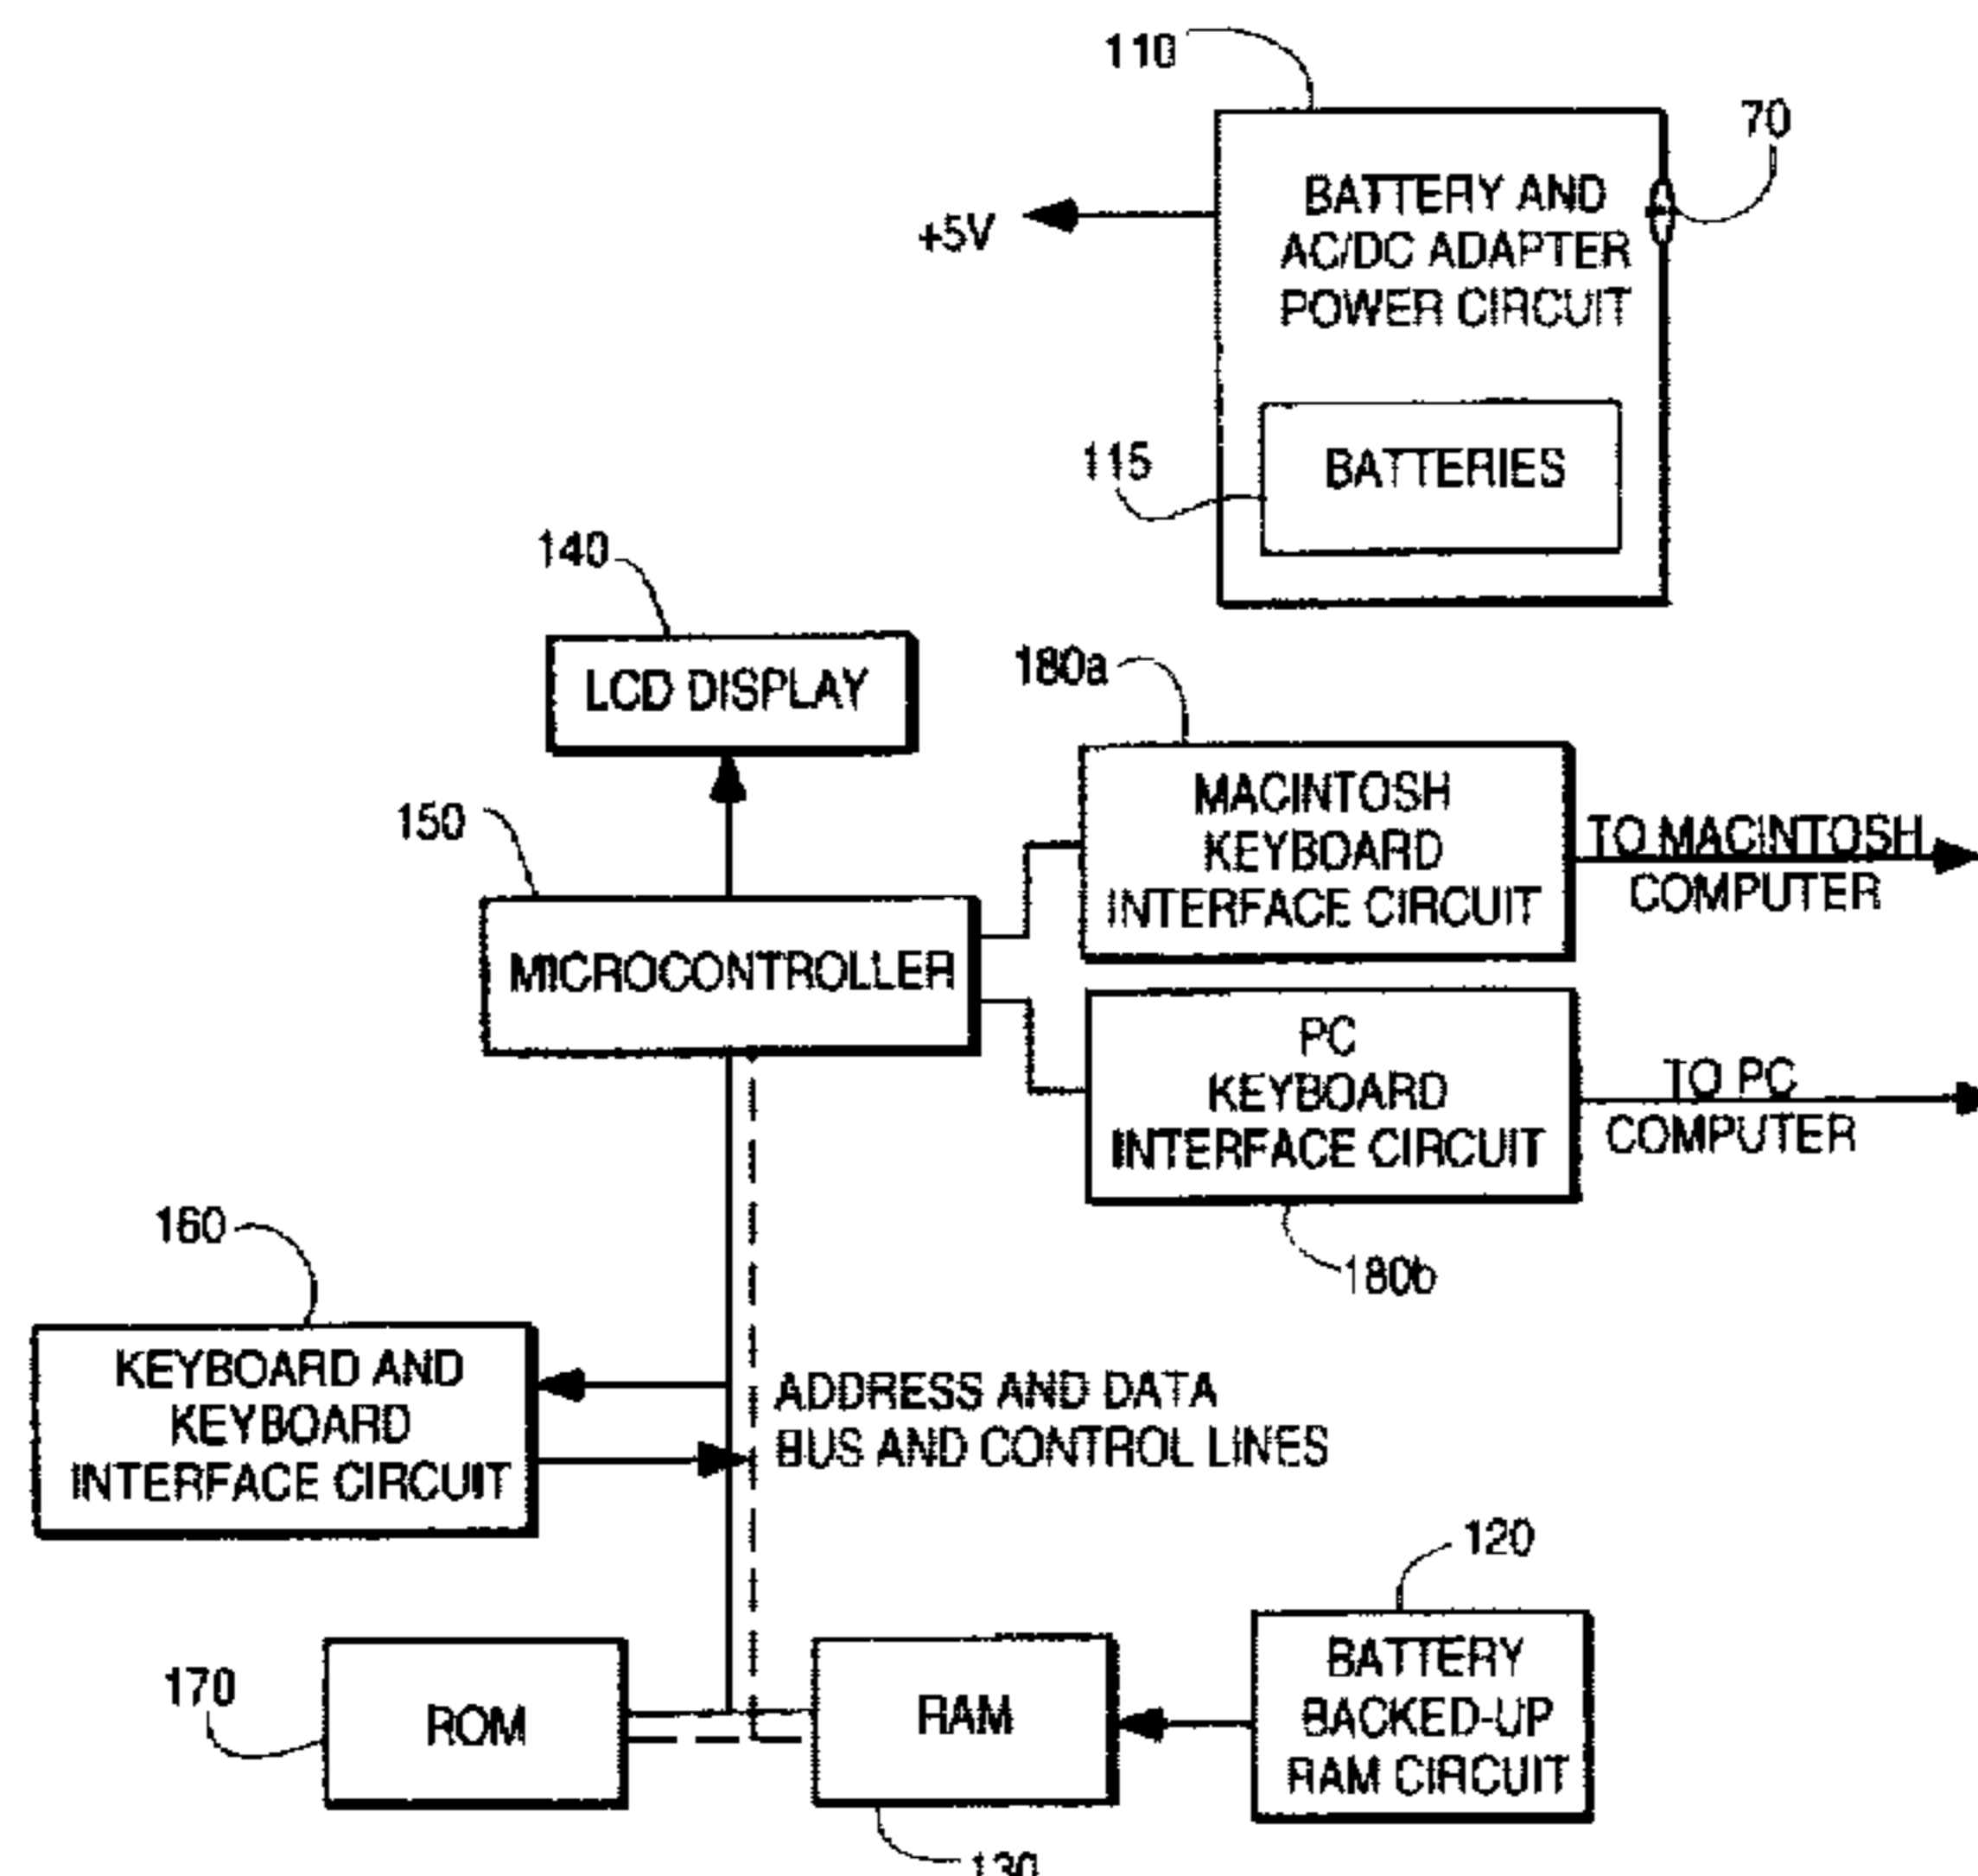 110
70
BATTERY AND
AC/DC ADAPTER
POWER CIRCUIT
+5V
115
BATTERIES
140
LCD DISPLAY
180a
MACINTOSH
KEYBOARD
INTERFACE CIRCUIT
TO MACINTOSH
COMPUTER
150
MICROCONTROLLER
PC
KEYBOARD
INTERFACE CIRCUIT
TO PC
COMPUTER
180b
160
KEYBOARD AND
KEYBOARD
INTERFACE CIRCUIT
ADDRESS AND DATA
BUS AND CONTROL LINES
120
BATTERY
BACKED-UP
RAM CIRCUIT
170
ROM
RAM
130